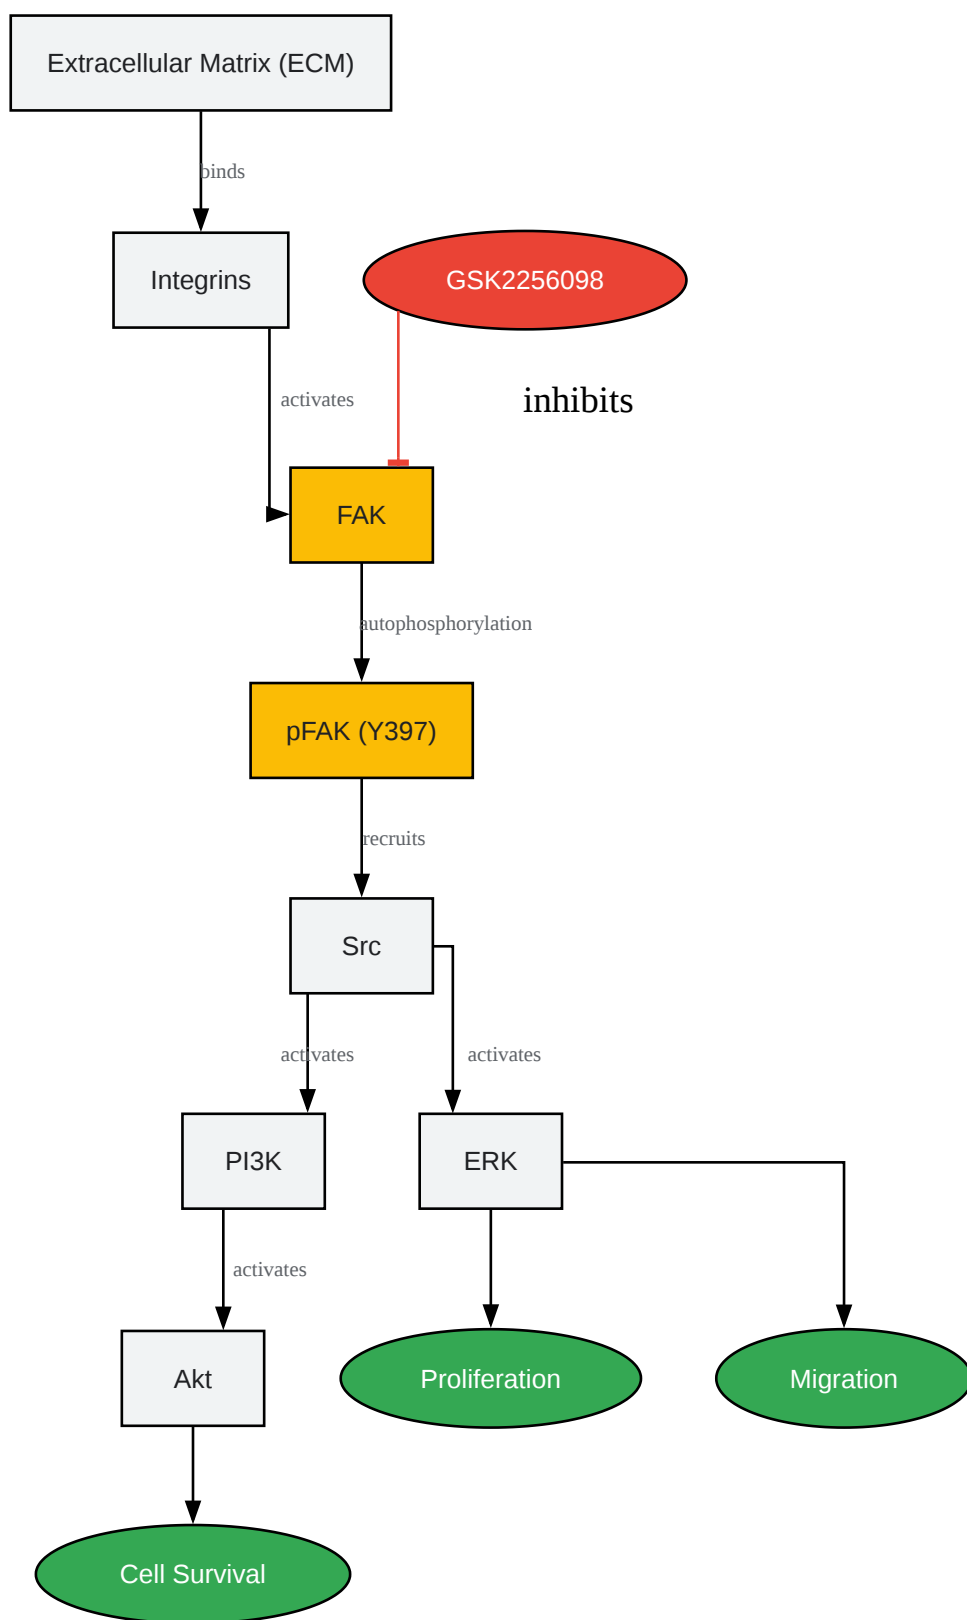 Extracellular Matrix (ECM)
binds
Integrins
GSK2256098
activates
inhibits
FAK
autophosphorylation
pFAK (Y397)
recruits
Src
activates
activates
PI3K
ERK
activates
Akt
Proliferation
Migration
Cell Survival